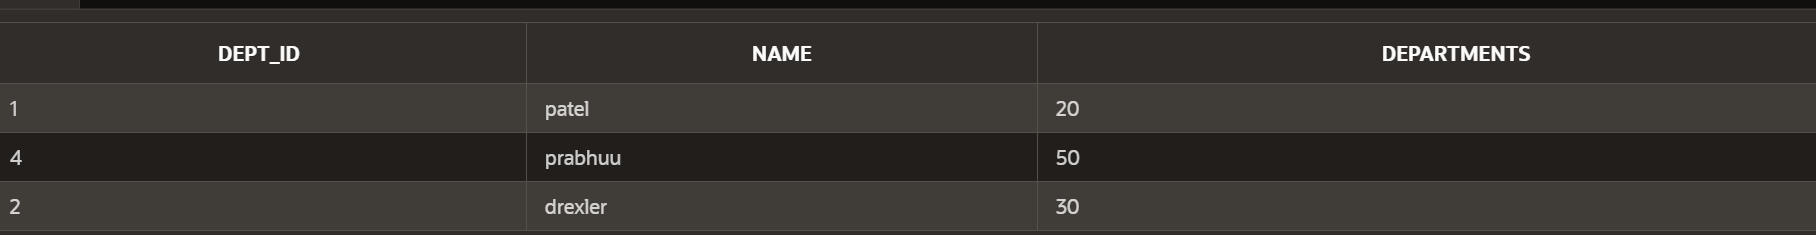 DEPT_ID NAME DEPARTMENTS
1 patel 20
4 prabhuu 50
2 drexler 30